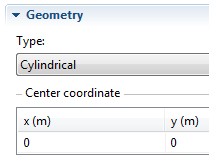 Geometry
Type:
Cylindrical
Center coordinate
x (m) y (m)
0 0